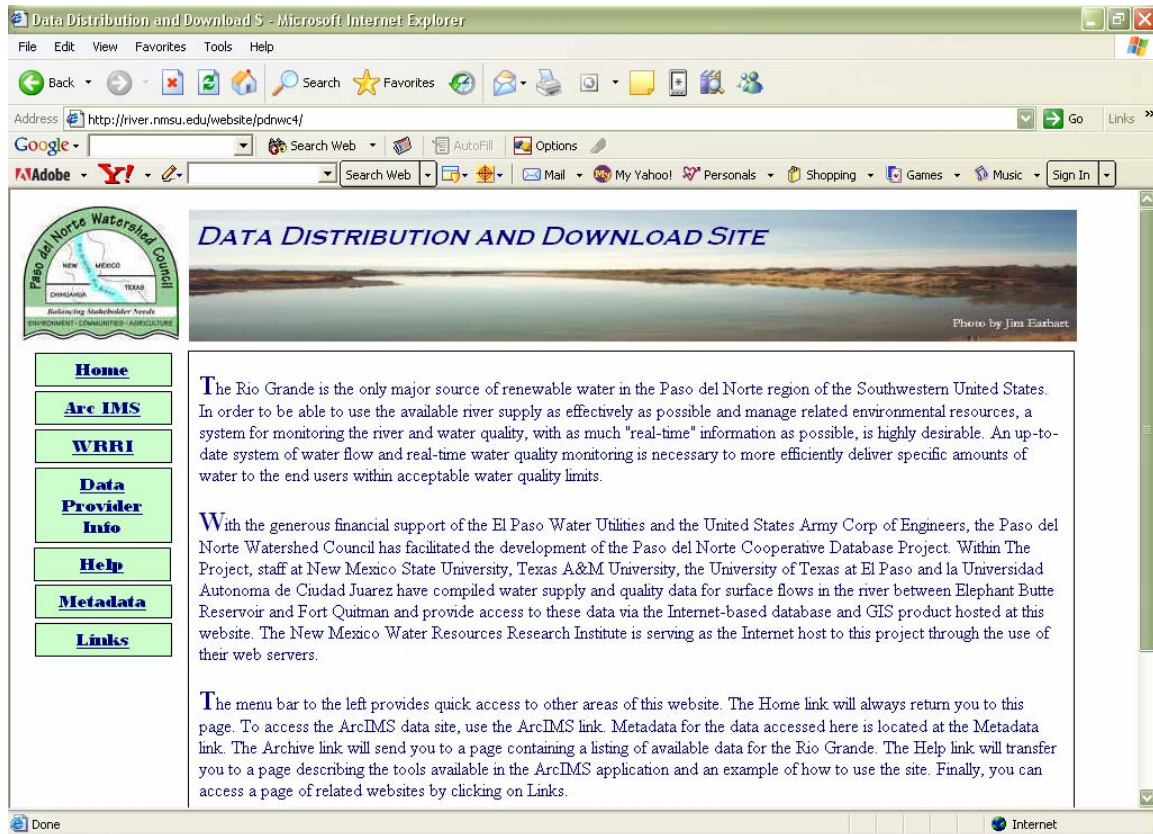 Data Distribution and Download S - Microsoft Internet Explorer
File Edit View Favorites Tools Help
Back Search Favorites
Address http://river.nmsu.edu/website/pdnwc4/ Go Links »
Google Search Web AutoFill Options
Adobe Y! Search Web Mail My Yahoo! Personals Shopping Games Music Sign In
Paso del Norte Watershed Council
NEW MEXICO
TEXAS
CHIHUAHUA
Balancing Stakeholder Needs
ENVIRONMENT - COMMUNITIES - AGRICULTURE
DATA DISTRIBUTION AND DOWNLOAD SITE
Photo by Jim Earhart
Home
Arc IMS
WRRI
Data
Provider
Info
Help
Metadata
Links
The Rio Grande is the only major source of renewable water in the Paso del Norte region of the Southwestern United States.
In order to be able to use the available river supply as effectively as possible and manage related environmental resources, a
system for monitoring the river and water quality, with as much "real-time" information as possible, is highly desirable. An up-to-
date system of water flow and real-time water quality monitoring is necessary to more efficiently deliver specific amounts of
water to the end users within acceptable water quality limits.
With the generous financial support of the El Paso Water Utilities and the United States Army Corp of Engineers, the Paso del
Norte Watershed Council has facilitated the development of the Paso del Norte Cooperative Database Project. Within The
Project, staff at New Mexico State University, Texas A&M University, the University of Texas at El Paso and la Universidad
Autonoma de Ciudad Juarez have compiled water supply and quality data for surface flows in the river between Elephant Butte
Reservoir and Fort Quitman and provide access to these data via the Internet-based database and GIS product hosted at this
website. The New Mexico Water Resources Research Institute is serving as the Internet host to this project through the use of
their web servers.
The menu bar to the left provides quick access to other areas of this website. The Home link will always return you to this
page. To access the ArcIMS data site, use the ArcIMS link. Metadata for the data accessed here is located at the Metadata
link. The Archive link will send you to a page containing a listing of available data for the Rio Grande. The Help link will transfer
you to a page describing the tools available in the ArcIMS application and an example of how to use the site. Finally, you can
access a page of related websites by clicking on Links.
Done Internet